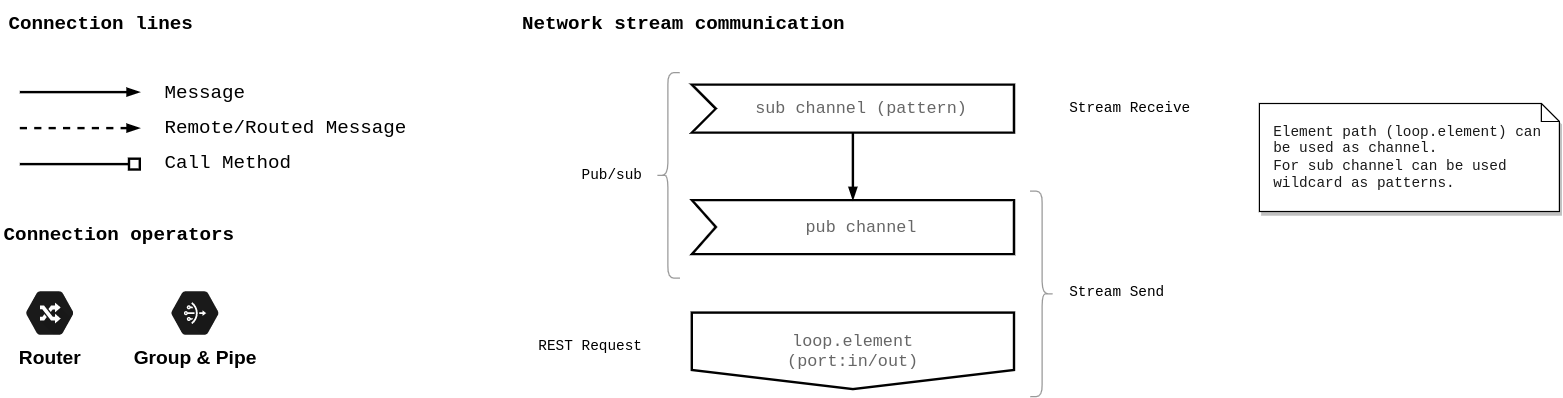 Connection lines
Message
Remote/Routed Message
Call Method
Connection operators
Router
Group & Pipe
Network stream communication
sub channel (pattern)
Stream Receive
Pub/sub
pub channel
Stream Send
REST Request
loop.element
(port:in/out)
Element path (loop.element) can
be used as channel.
For sub channel can be used
wildcard as patterns.